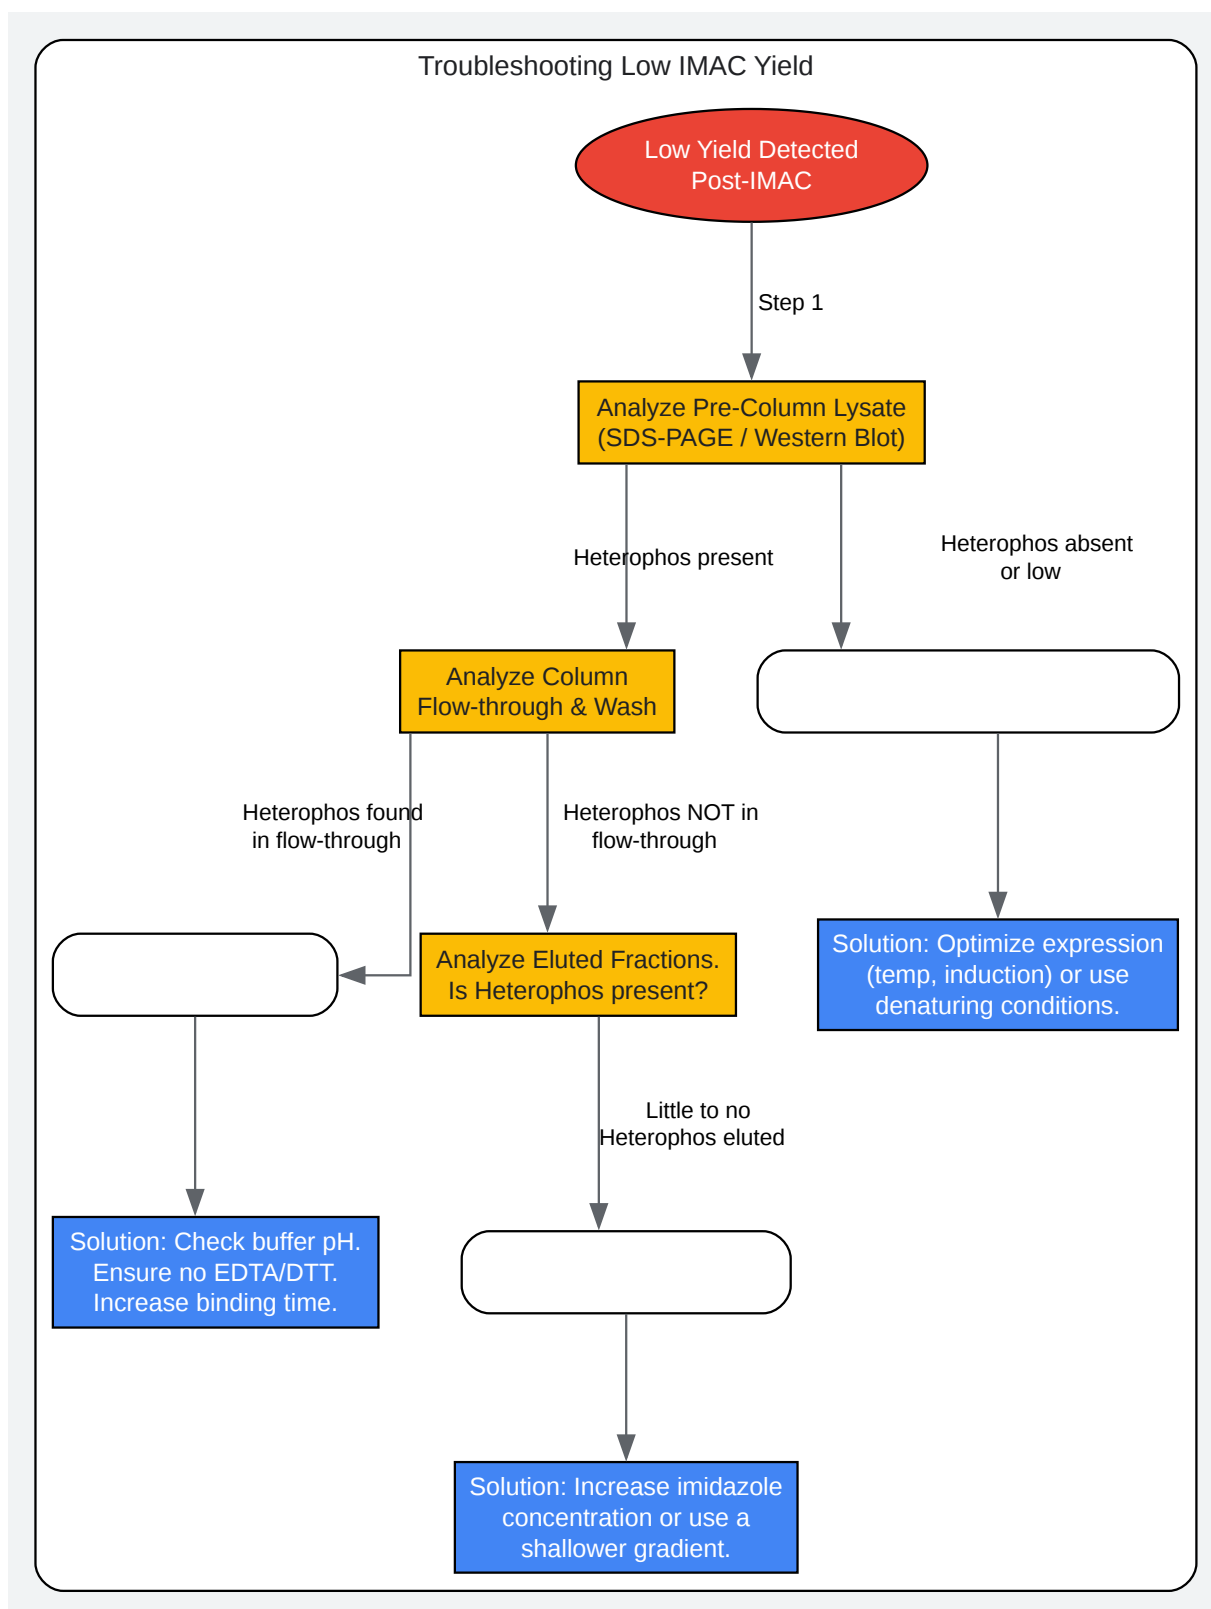 Troubleshooting Low IMAC Yield
Low Yield Detected
Post-IMAC
Step 1
Analyze Pre-Column Lysate
(SDS-PAGE / Western Blot)
Heterophos present
Heterophos absent
or low
Analyze Column
Flow-through & Wash
Heterophos found
in flow-through
Heterophos NOT in
flow-through
Analyze Eluted Fractions.
Is Heterophos present?
Solution: Optimize expression
(temp, induction) or use
denaturing conditions.
Little to no
Heterophos eluted
Solution: Check buffer pH.
Ensure no EDTA/DTT.
Increase binding time.
Solution: Increase imidazole
concentration or use a
shallower gradient.